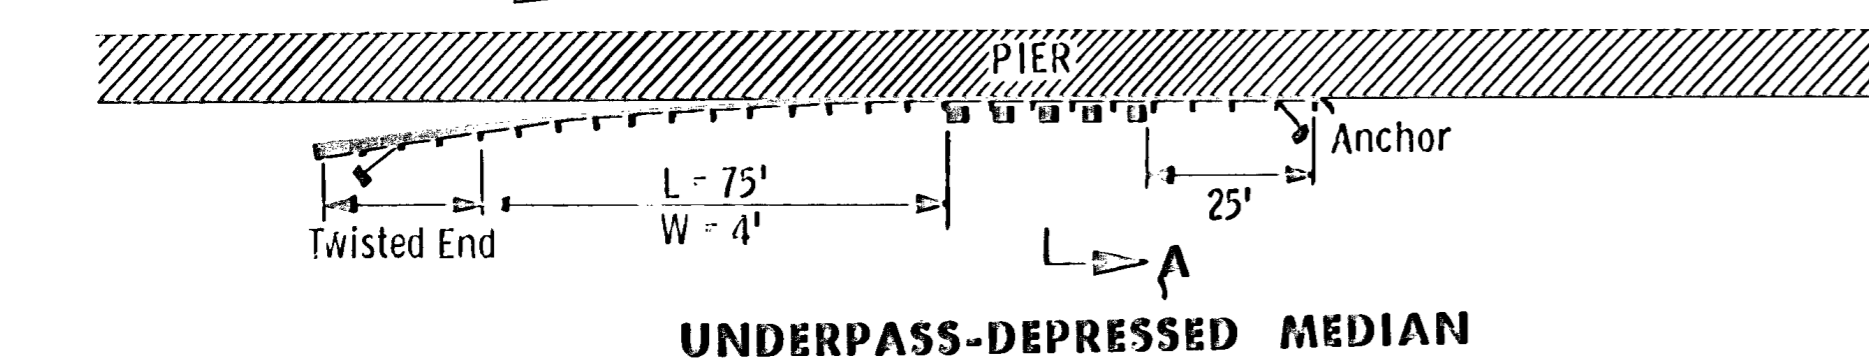 PIER
Anchor
L = 75'
25'
W = 4'
Twisted End
A
UNDERPASS-DEPRESSED MEDIAN